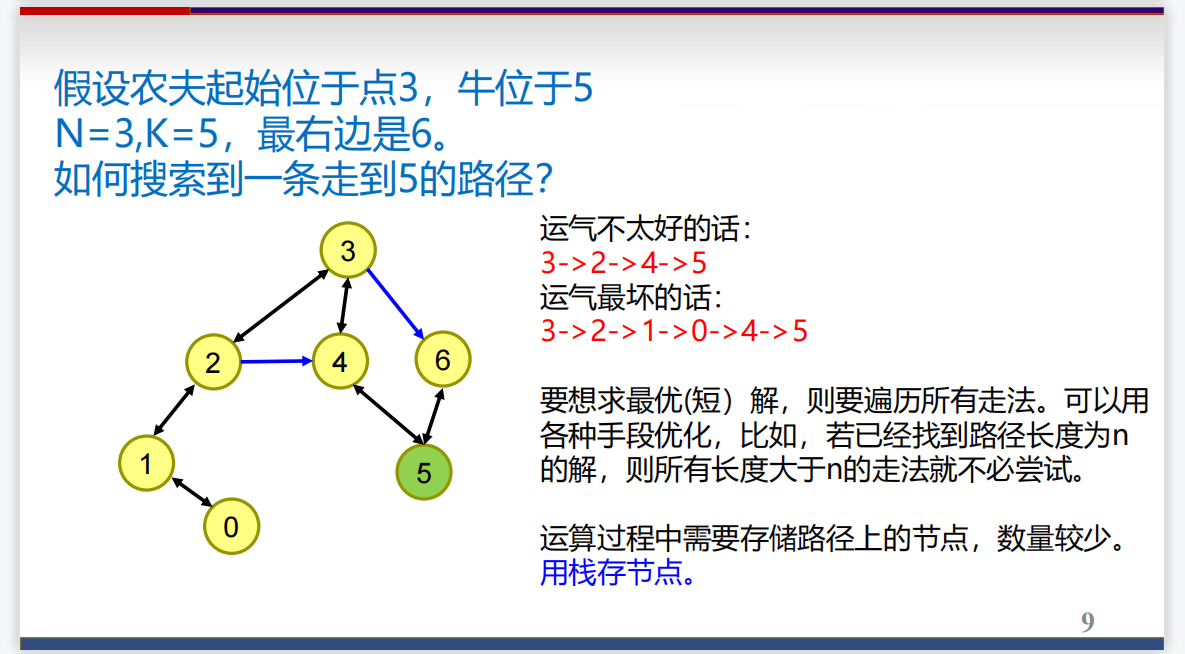 假设农夫起始位于点3，牛位于5
N=3,K=5，最右边是6。
如何搜索到一条走到5的路径？
3
2
4
6
1
5
0
运气不太好的话：
3->2->4->5
运气最坏的话：
3->2->1->0->4->5
要想求最优(短）解，则要遍历所有走法。可以用
各种手段优化，比如，若已经找到路径长度为n
的解，则所有长度大于n的走法就不必尝试。
运算过程中需要存储路径上的节点，数量较少。
用栈存节点。
9